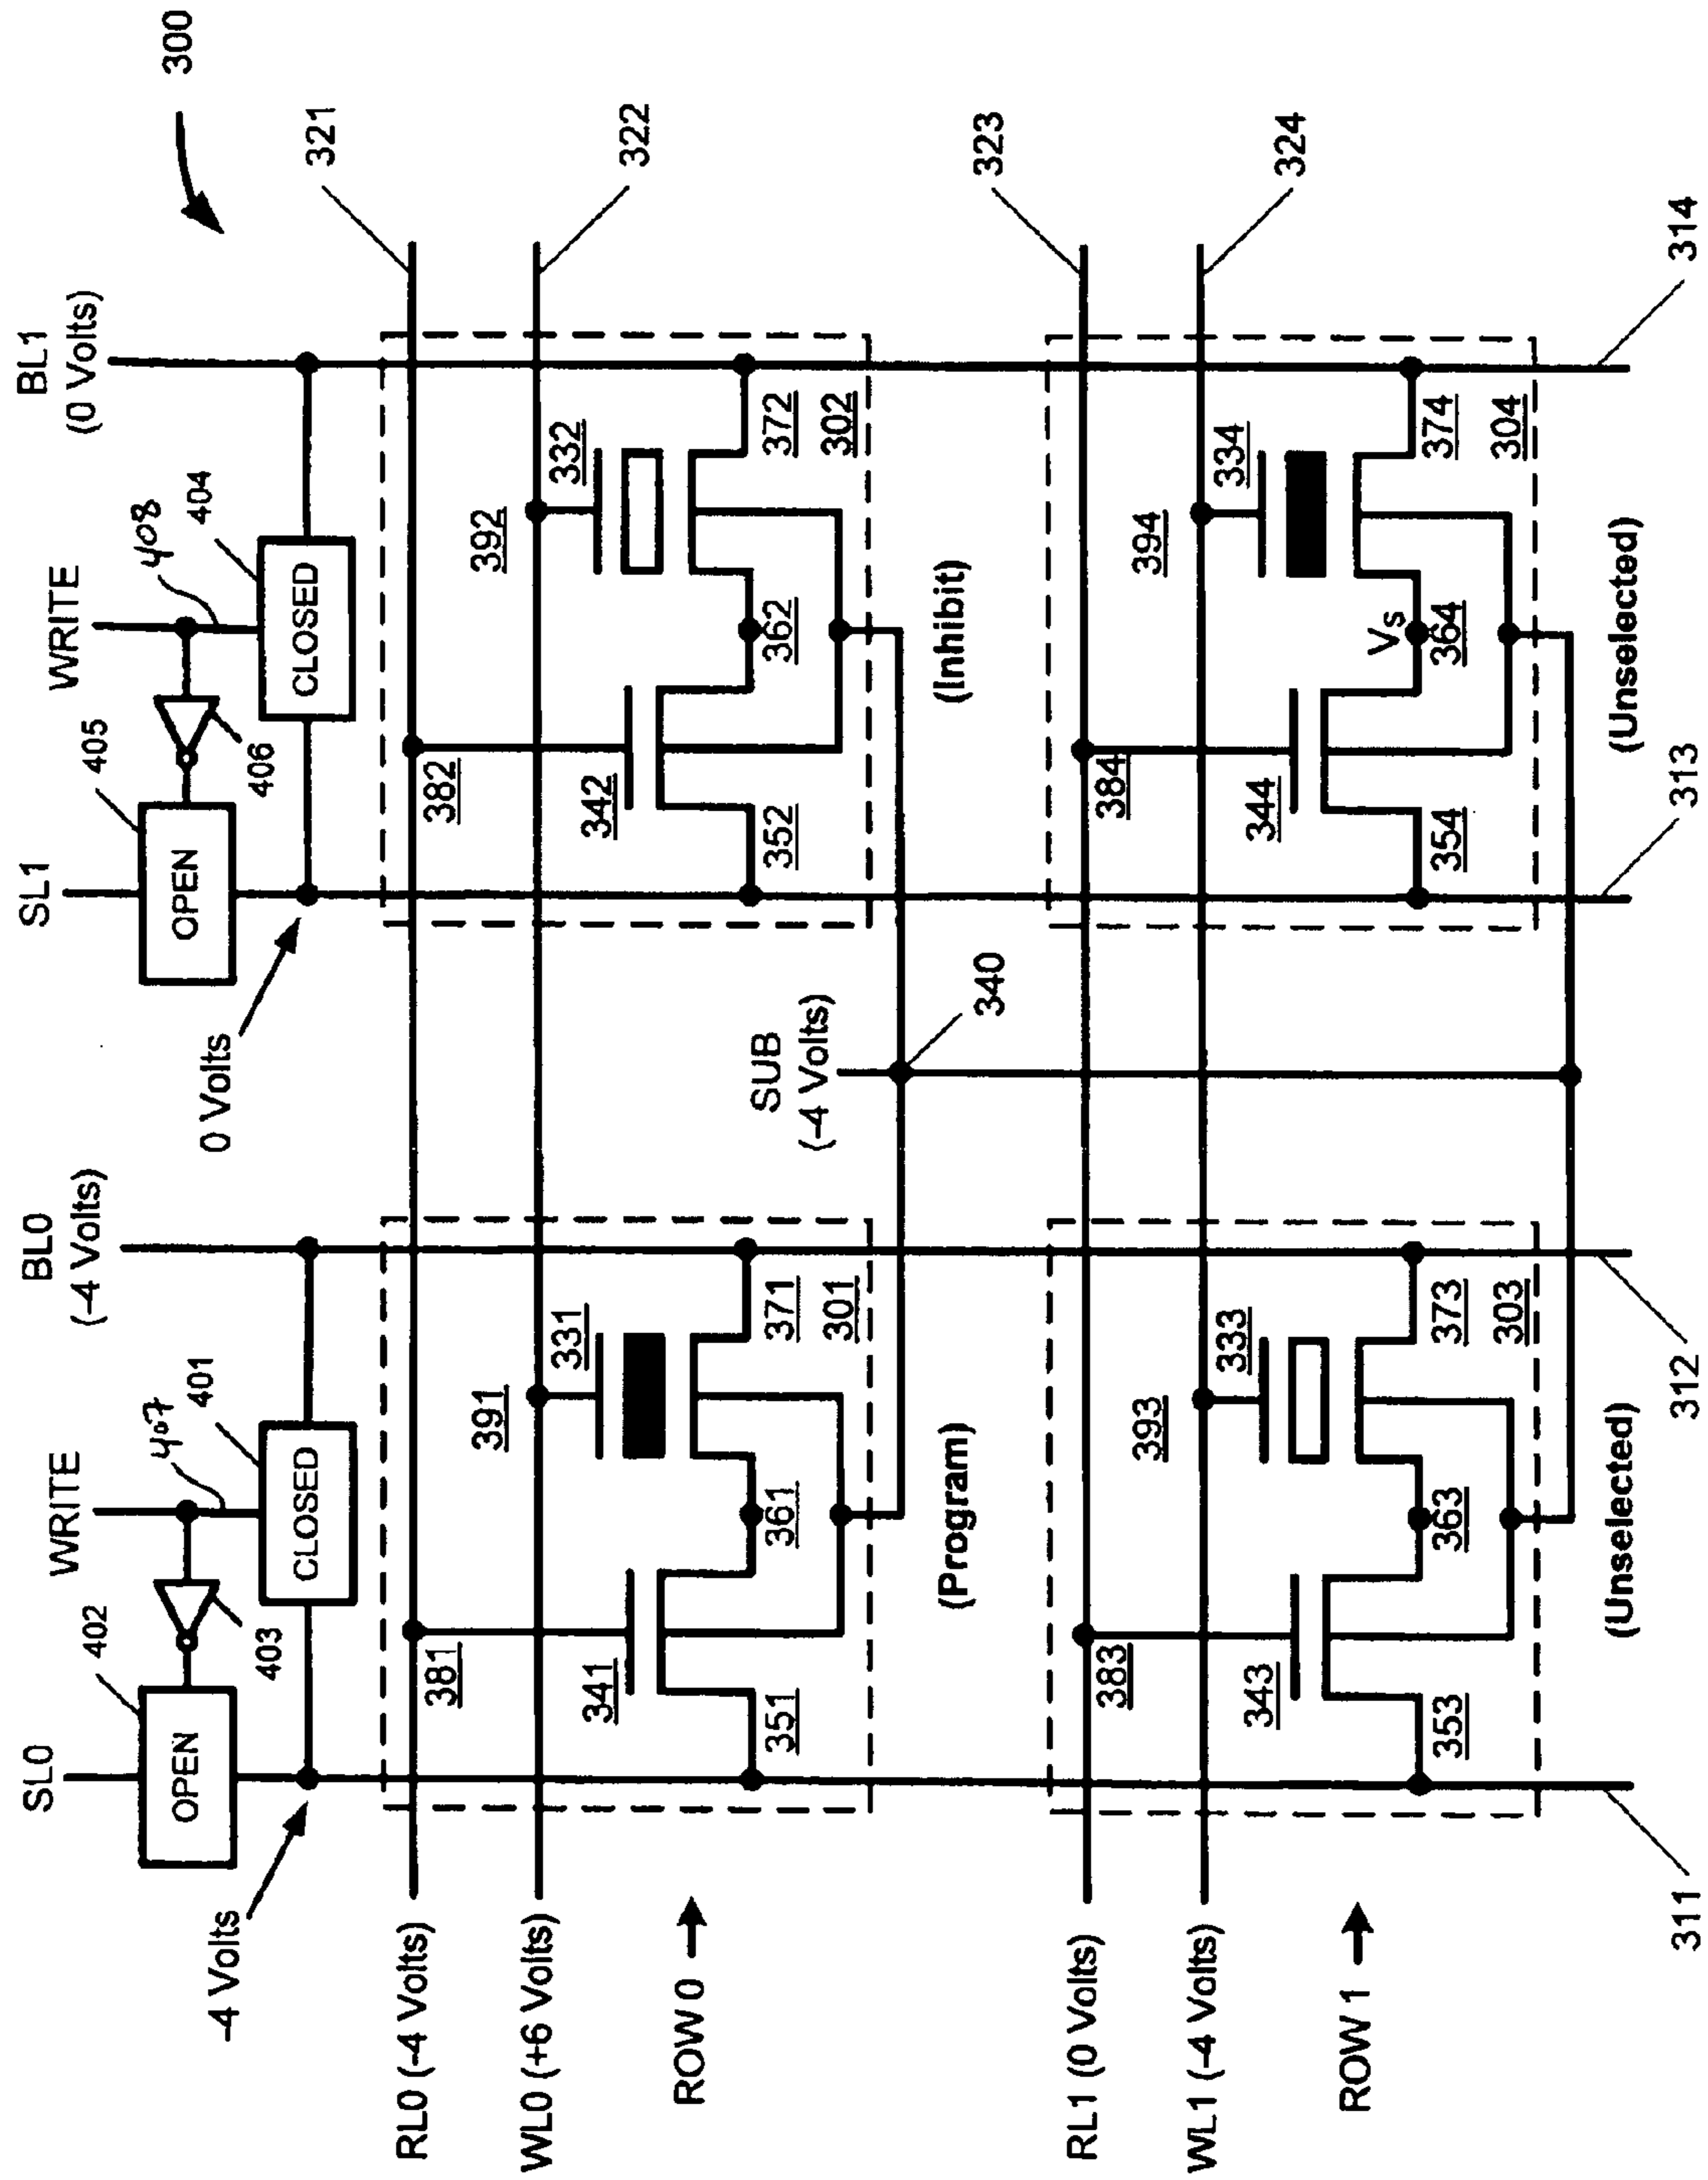 300
SL0
WRITE
BL0
(-4 Volts)
SL1
WRITE
BL1
(0 Volts)
402
407
401
405
408
404
OPEN
CLOSED
OPEN
CLOSED
403
406
-4 Volts
0 Volts
321
RL0 (-4 Volts)
381
382
322
WL0 (+6 Volts)
391
331
392
332
341
342
ROW 0
351
361
371
352
362
372
SUB
(-4 Volts)
301
302
(Program)
(Inhibit)
340
323
RL1 (0 Volts)
383
384
324
WL1 (-4 Volts)
393
333
394
334
343
344
ROW 1
Vs
353
363
373
354
364
374
303
304
(Unselected)
(Unselected)
311
312
313
314